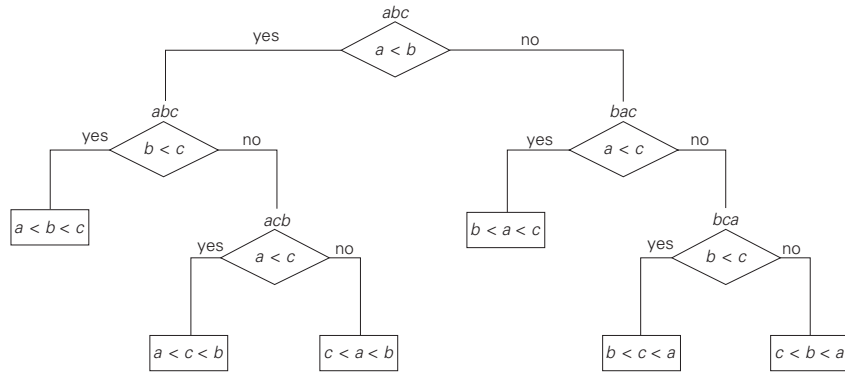 abc
yes
a < b
no
abc
bac
yes
b < c
no
yes
a < c
no
a < b < c
acb
b < a < c
bca
yes
a < c
no
yes
b < c
no
a < c < b
c < a < b
b < c < a
c < b < a